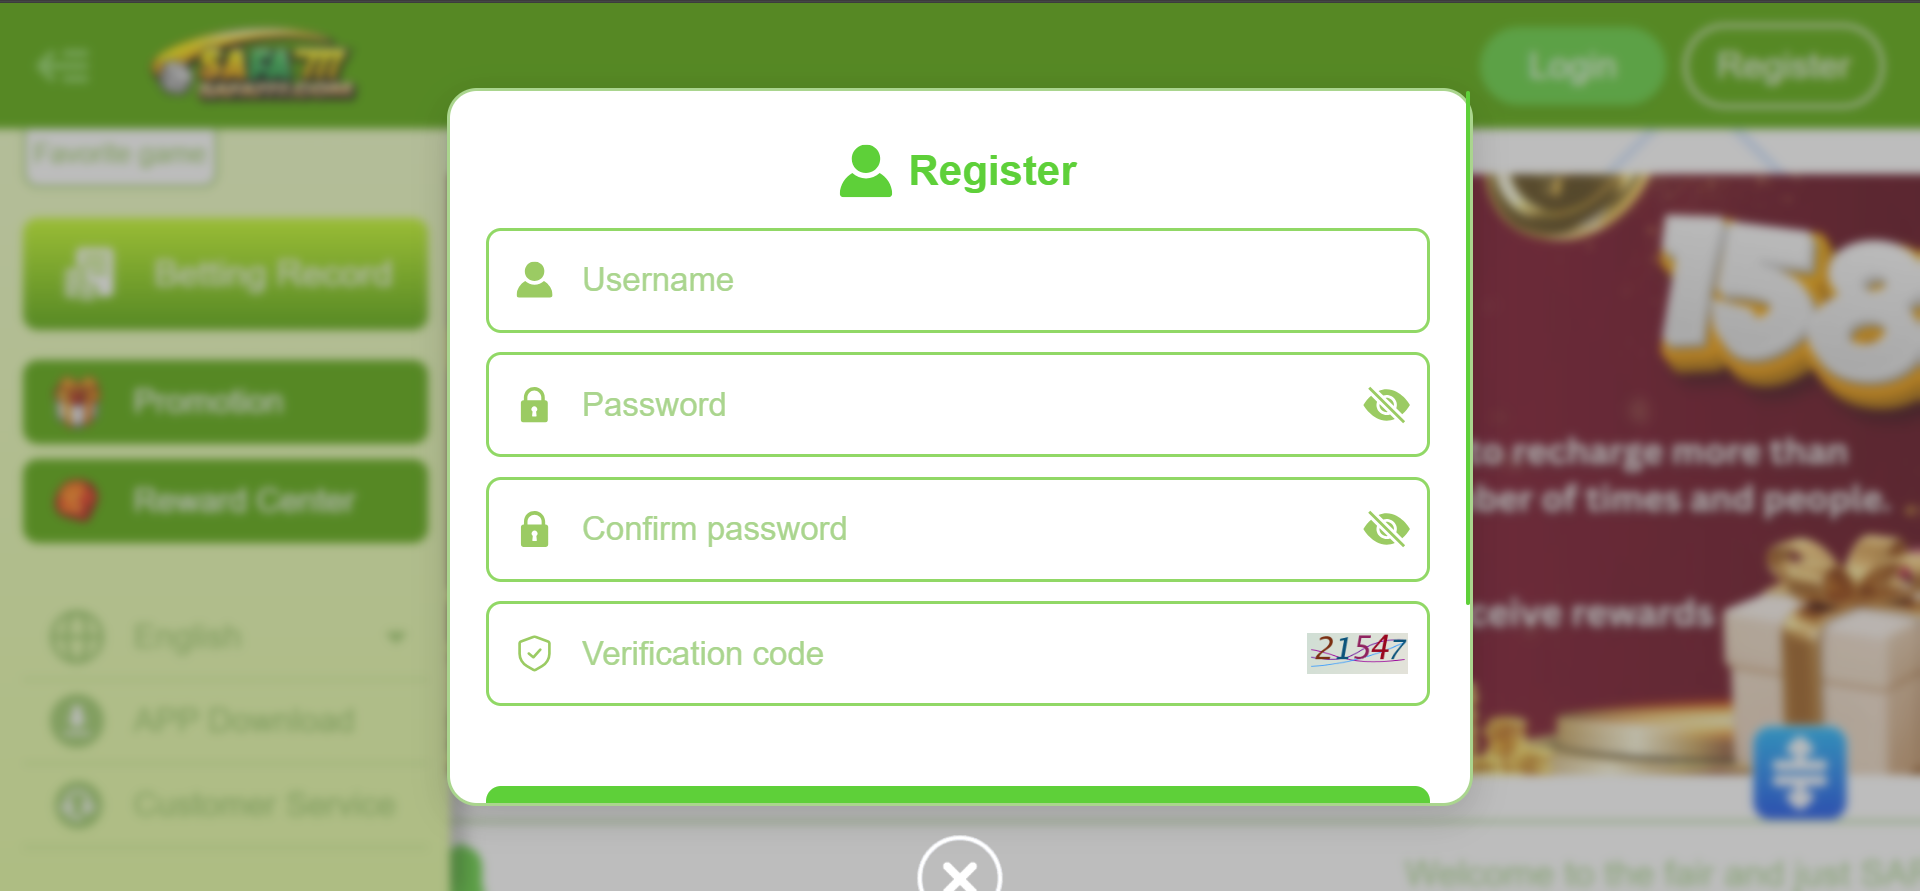 SAFA777
SAFA777.COM
Login
Register
Favorite game
Betting Record
Promotion
Reward Center
English
APP Download
Customer Service
Register
Username
Password
Confirm password
Verification code
21547
158
to recharge more than
ber of times and people.
ceive rewards
Welcome to the fair and just SAF